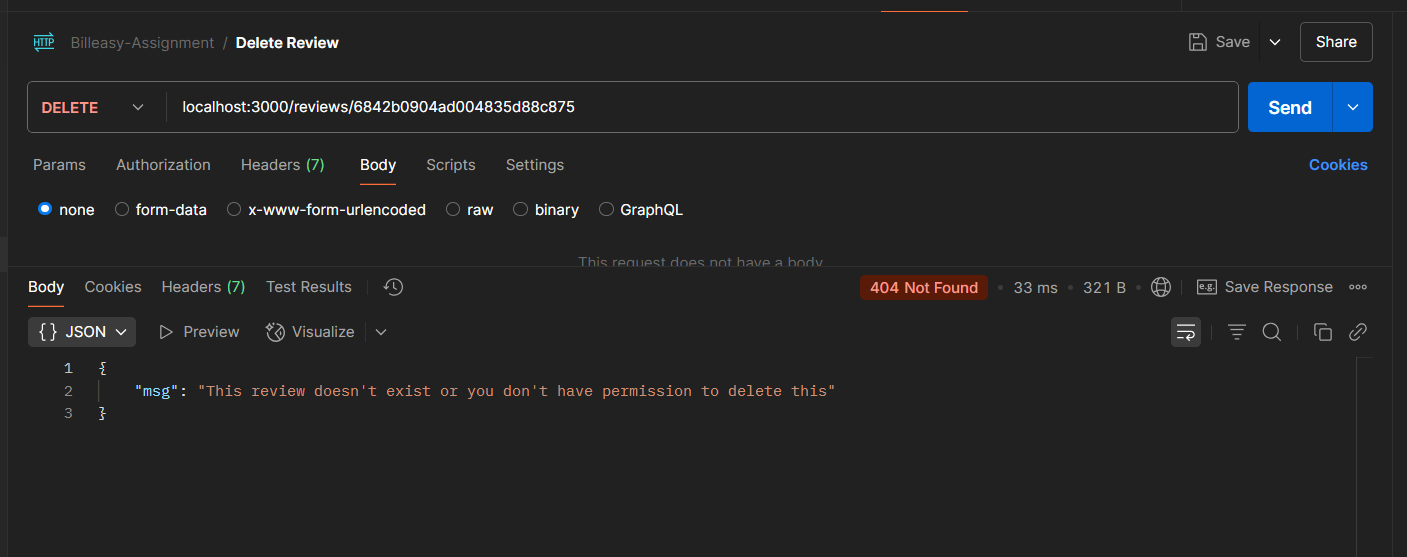 HTTP Billeasy-Assignment / Delete Review Save Share
DELETE localhost:3000/reviews/6842b0904ad004835d88c875 Send
Params Authorization Headers (7) Body Scripts Settings Cookies
none form-data x-www-form-urlencoded raw binary GraphQL
This request does not have a body
Body Cookies Headers (7) Test Results 404 Not Found • 33 ms • 321 B • e.g. Save Response
{} JSON Preview Visualize
1 {
2 "msg": "This review doesn't exist or you don't have permission to delete this"
3 }